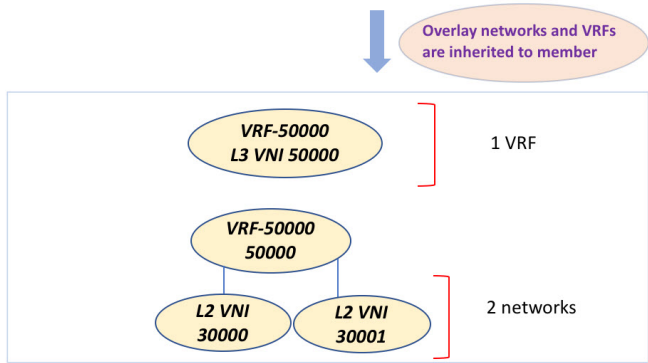 Overlay networks and VRFs
are inherited to member
VRF-50000
L3 VNI 50000
1 VRF
VRF-50000
50000
L2 VNI
30000
L2 VNI
30001
2 networks